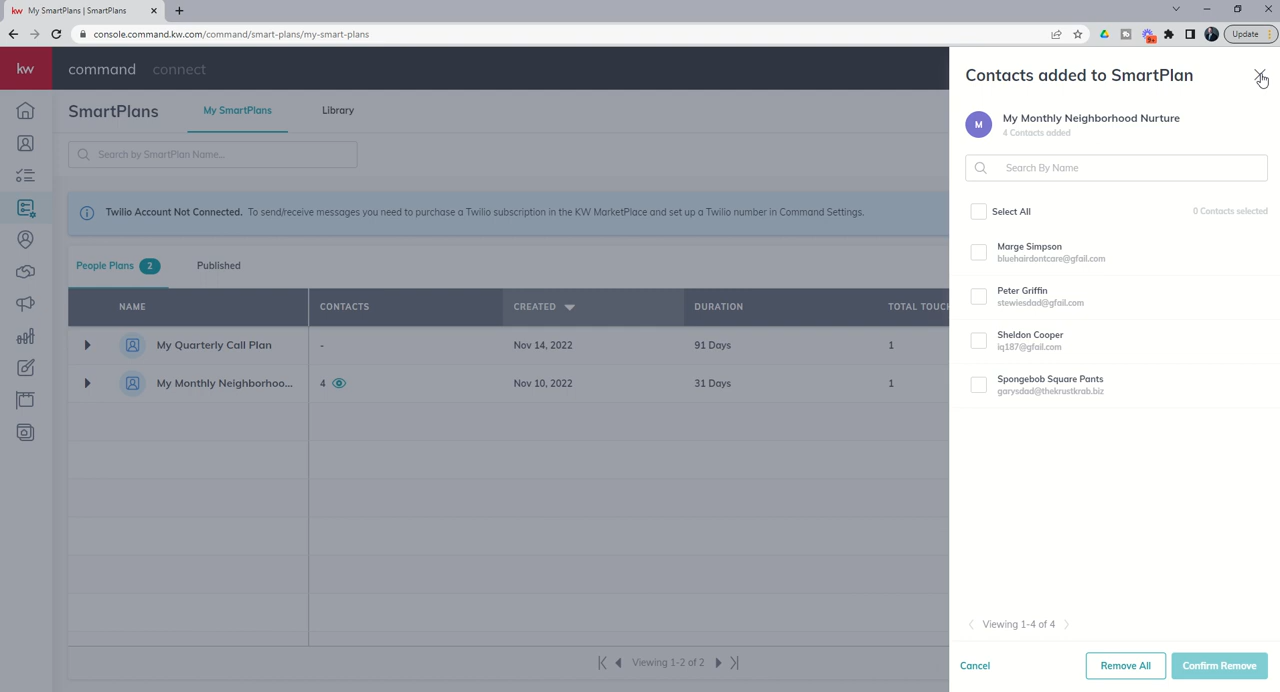 kw My SmartPlans | SmartPlans
console.command.kw.com/command/smart-plans/my-smart-plans
9+
Update
kw
command connect
SmartPlans
My SmartPlans
Library
Search by SmartPlan Name...
Twilio Account Not Connected. To send/receive messages you need to purchase a Twilio subscription in the KW MarketPlace and set up a Twilio number in Command Settings.
People Plans 2
Published
NAME CONTACTS CREATED DURATION TOTAL TOUCH
My Quarterly Call Plan - Nov 14, 2022 91 Days 1
My Monthly Neighborhoo... 4 Nov 10, 2022 31 Days 1
Viewing 1-2 of 2
Contacts added to SmartPlan
M
My Monthly Neighborhood Nurture
4 Contacts added
Search By Name
Select All 0 Contacts selected
Marge Simpson
bluehairdontcare@gfail.com
Peter Griffin
stewiesdad@gfail.com
Sheldon Cooper
iq187@gfail.com
Spongebob Square Pants
garysdad@thekrustkrab.biz
Viewing 1-4 of 4
Cancel Remove All Confirm Remove